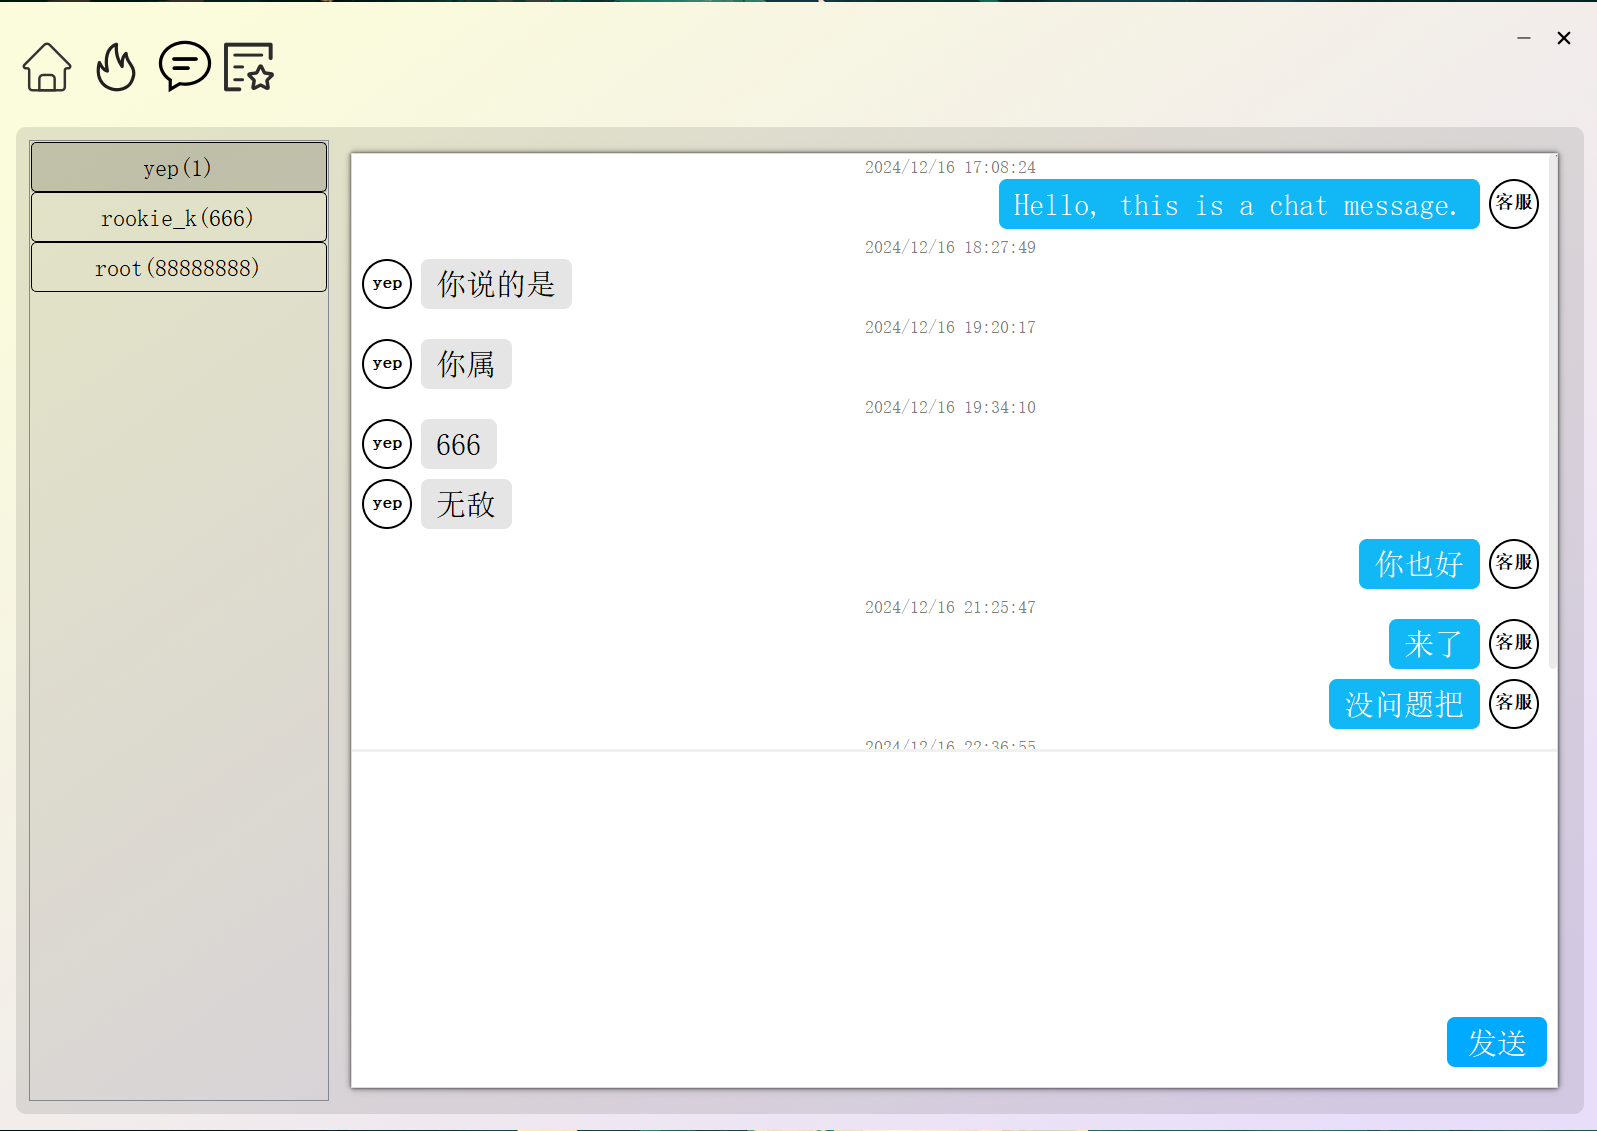 yep(1)
rookie_k(666)
root(88888888)
2024/12/16 17:08:24
Hello, this is a chat message.
客服
2024/12/16 18:27:49
yep
你说的是
2024/12/16 19:20:17
yep
你属
2024/12/16 19:34:10
yep
666
yep
无敌
你也好
客服
2024/12/16 21:25:47
来了
客服
没问题把
客服
2024/12/16 22:36:55
发送